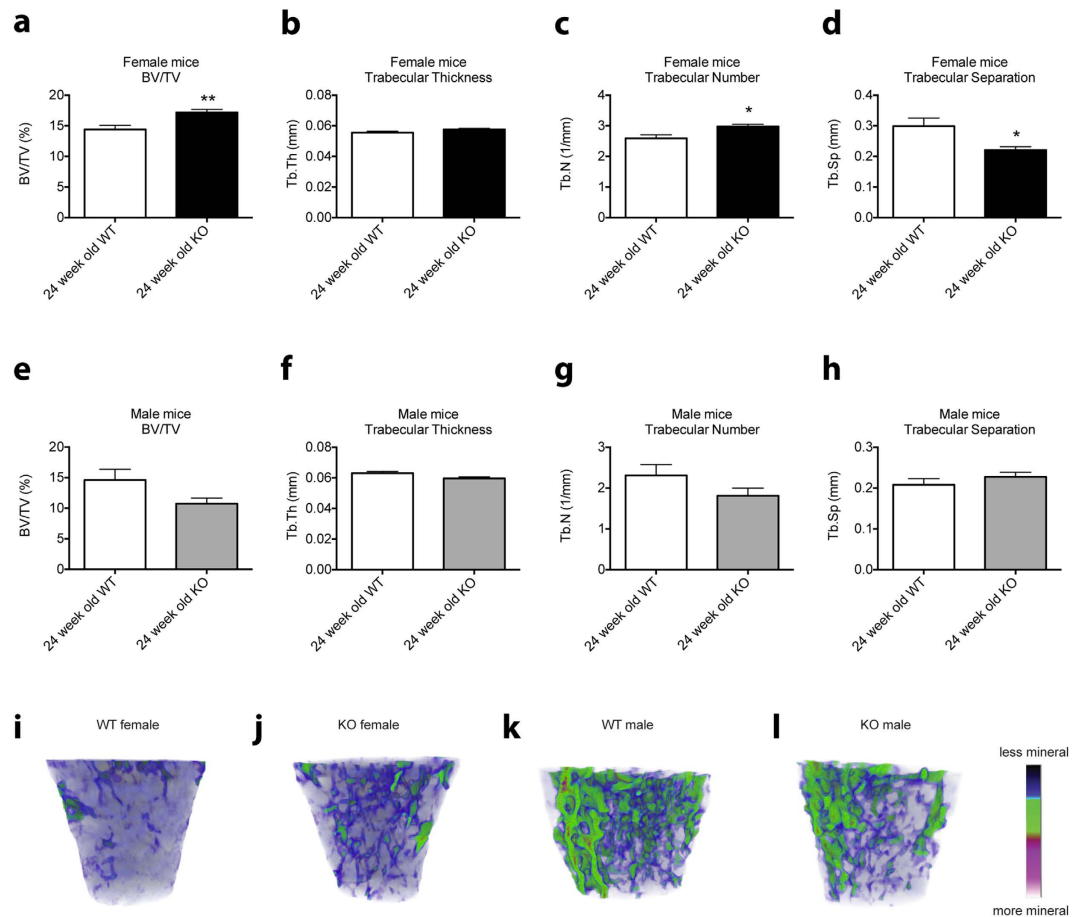 a
b
c
d
Female mice
BV/TV
Female mice
Trabecular Thickness
Female mice
Trabecular Number
Female mice
Trabecular Separation
BV/TV (%)
20
15
10
5
0
**
24 week old WT
24 week old KO
Tb.Th (mm)
0.08
0.06
0.04
0.02
0.00
24 week old WT
24 week old KO
Tb.N (1/mm)
4
3
2
1
0
*
24 week old WT
24 week old KO
Tb.Sp (mm)
0.4
0.3
0.2
0.1
0.0
*
24 week old WT
24 week old KO
e
f
g
h
Male mice
BV/TV
Male mice
Trabecular Thickness
Male mice
Trabecular Number
Male mice
Trabecular Separation
BV/TV (%)
20
15
10
5
0
24 week old WT
24 week old KO
Tb.Th (mm)
0.08
0.06
0.04
0.02
0.00
24 week old WT
24 week old KO
Tb.N (1/mm)
3
2
1
0
24 week old WT
24 week old KO
Tb.Sp (mm)
0.3
0.2
0.1
0.0
24 week old WT
24 week old KO
i
WT female
j
KO female
k
WT male
l
KO male
less mineral
more mineral